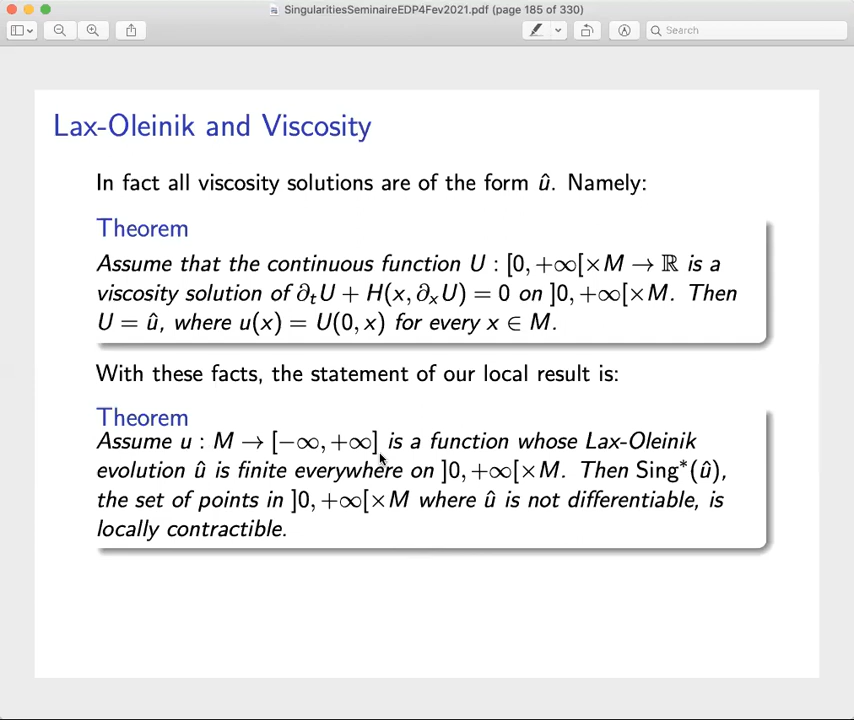 SingularitiesSeminaireEDP4Fev2021.pdf (page 185 of 330)
Search
Lax-Oleinik and Viscosity
In fact all viscosity solutions are of the form û. Namely:
Theorem
Assume that the continuous function U : [0, +∞[×M → ℝ is a
viscosity solution of ∂ₜU + H(x, ∂ₓU) = 0 on ]0, +∞[×M. Then
U = û, where u(x) = U(0, x) for every x ∈ M.
With these facts, the statement of our local result is:
Theorem
Assume u : M → [−∞, +∞] is a function whose Lax-Oleinik
evolution û is finite everywhere on ]0, +∞[×M. Then Sing*(û),
the set of points in ]0, +∞[×M where û is not differentiable, is
locally contractible.